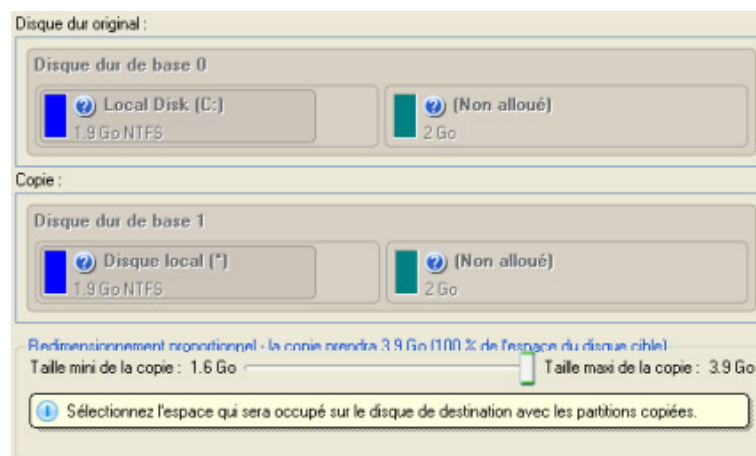 Disque dur original :
Disque dur de base 0
Local Disk (C:)
1.9 Go NTFS
(Non alloué)
2 Go
Copie :
Disque dur de base 1
Disque local (*)
1.9 Go NTFS
(Non alloué)
2 Go
Redimensionnement proportionnel - la copie prendra 3.9 Go (100 % de l'espace du disque cible)
Taille mini de la copie : 1.6 Go Taille maxi de la copie : 3.9 Go
Sélectionnez l'espace qui sera occupé sur le disque de destination avec les partitions copiées.